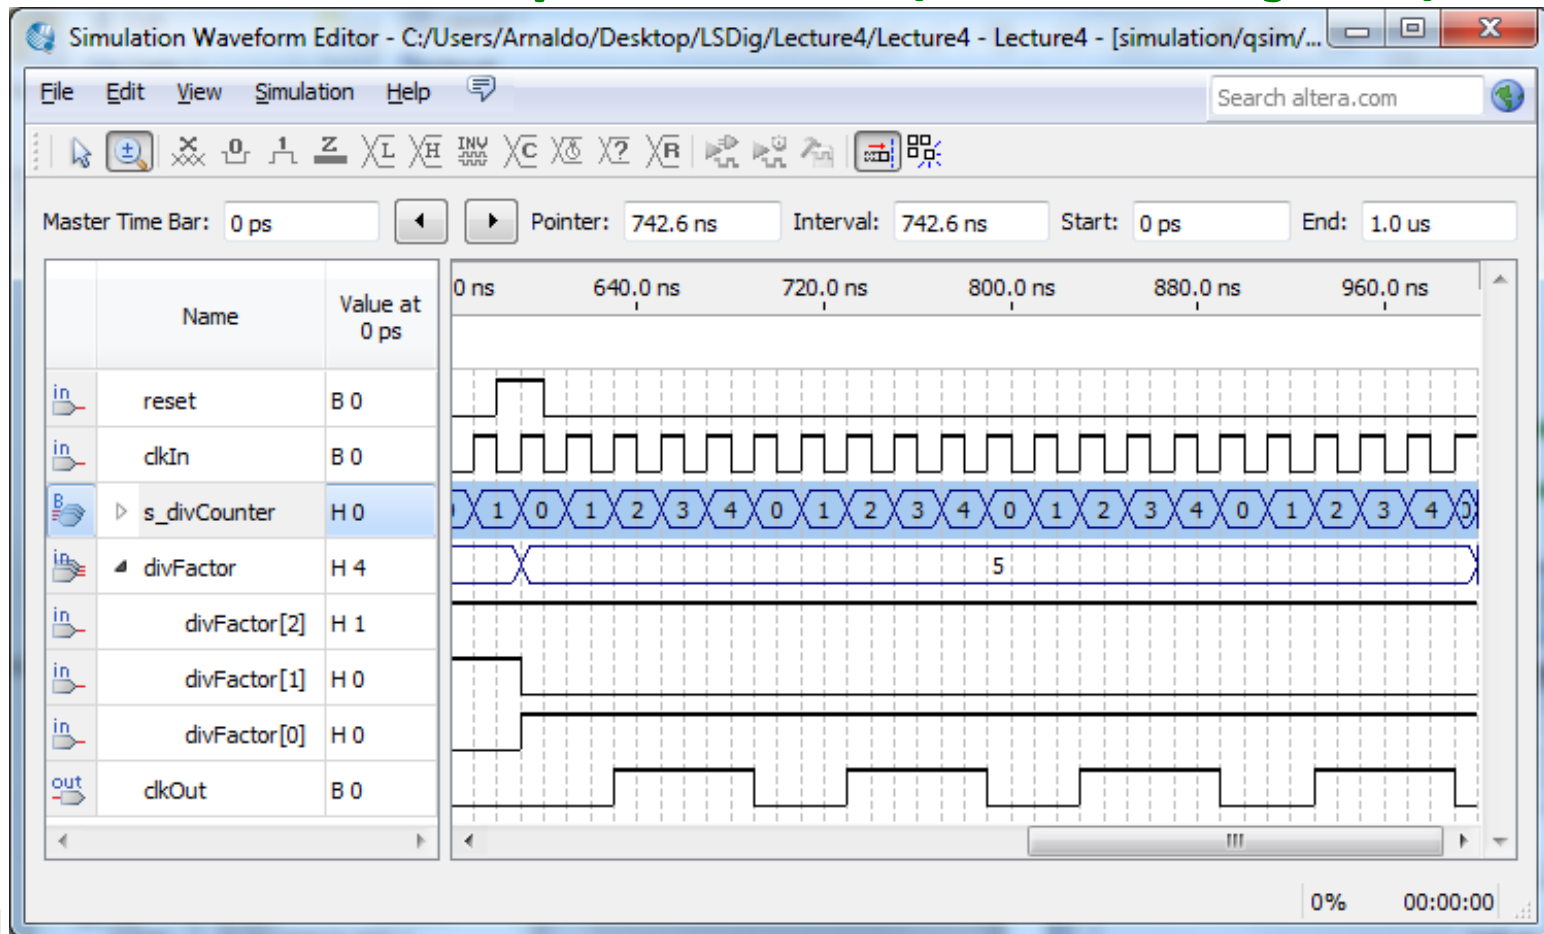 Simulation Waveform Editor - C:/Users/Arnaldo/Desktop/LSDig/Lecture4/Lecture4 - Lecture4 - [simulation/qsim/...
File Edit View Simulation Help
Search altera.com
Master Time Bar: 0 ps Pointer: 742.6 ns Interval: 742.6 ns Start: 0 ps End: 1.0 us
Name Value at 0 ps
0 ns 640.0 ns 720.0 ns 800.0 ns 880.0 ns 960.0 ns
in reset B 0
in clkIn B 0
B s_divCounter H 0 1 0 1 2 3 4 0 1 2 3 4 0 1 2 3 4 0 1 2 3 4
in divFactor H 4 5
in divFactor[2] H 1
in divFactor[1] H 0
in divFactor[0] H 0
out clkOut B 0
0% 00:00:00